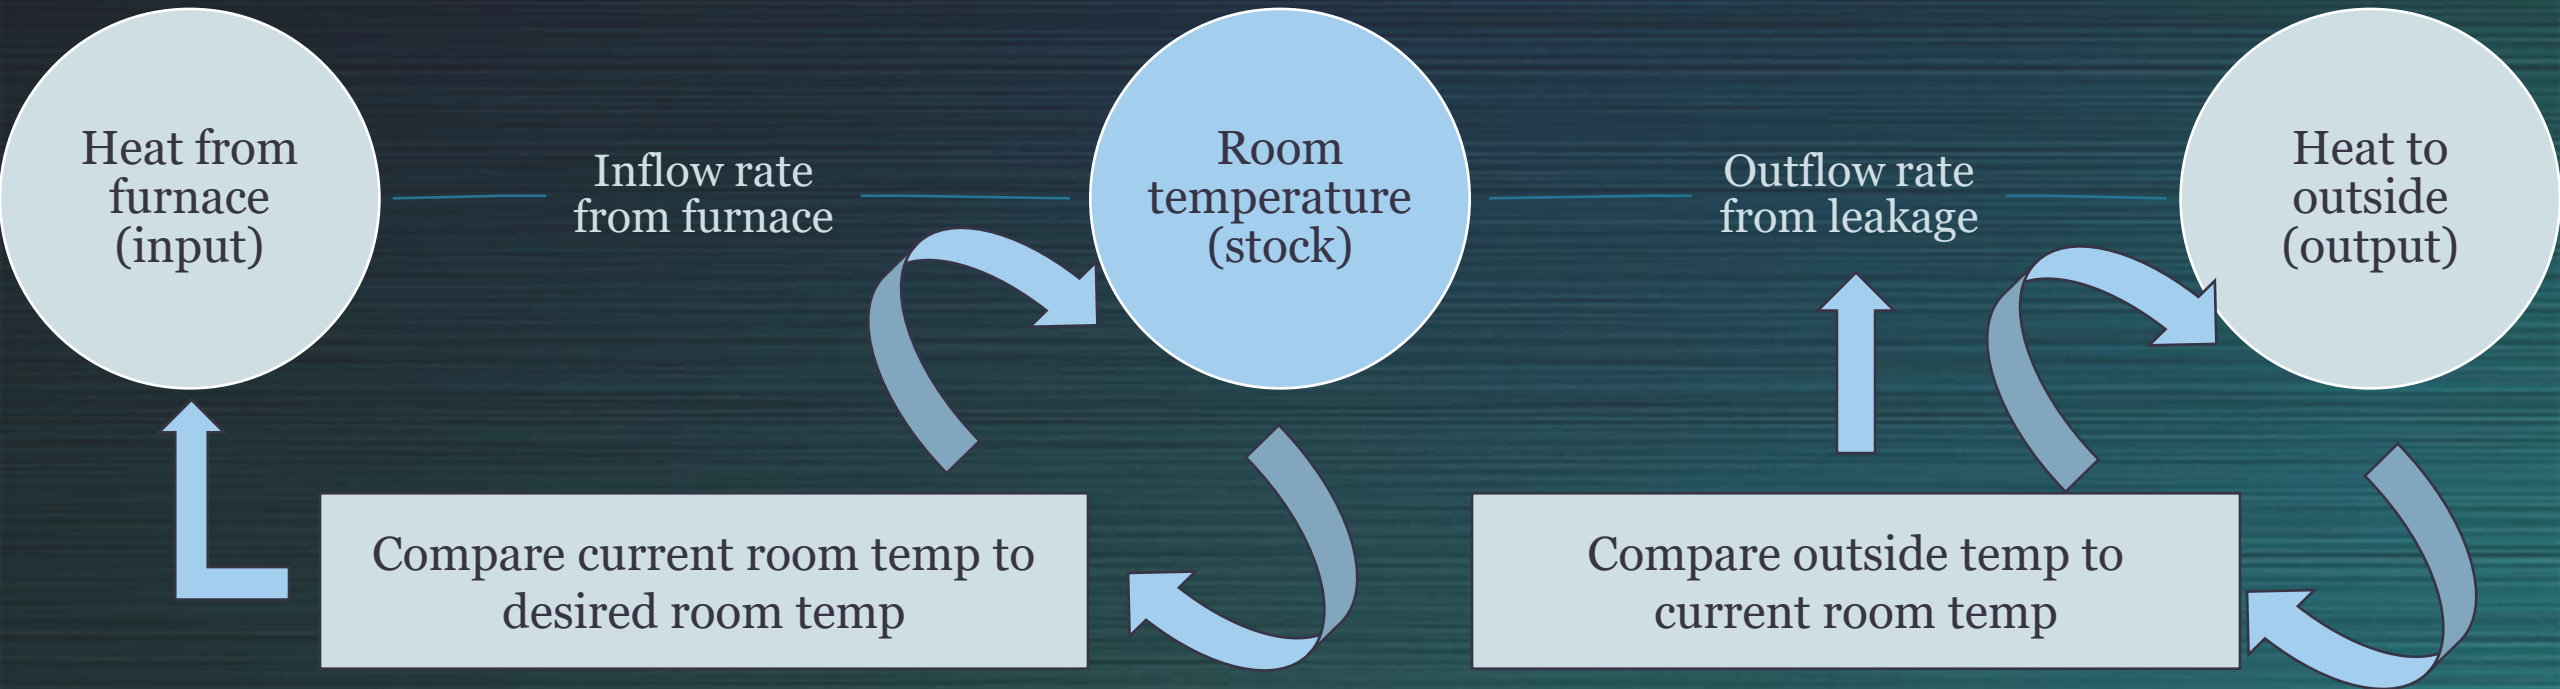 Heat from
furnace
(input)
Inflow rate
from furnace
Room
temperature
(stock)
Outflow rate
from leakage
Heat to
outside
(output)
Compare current room temp to
desired room temp
Compare outside temp to
current room temp